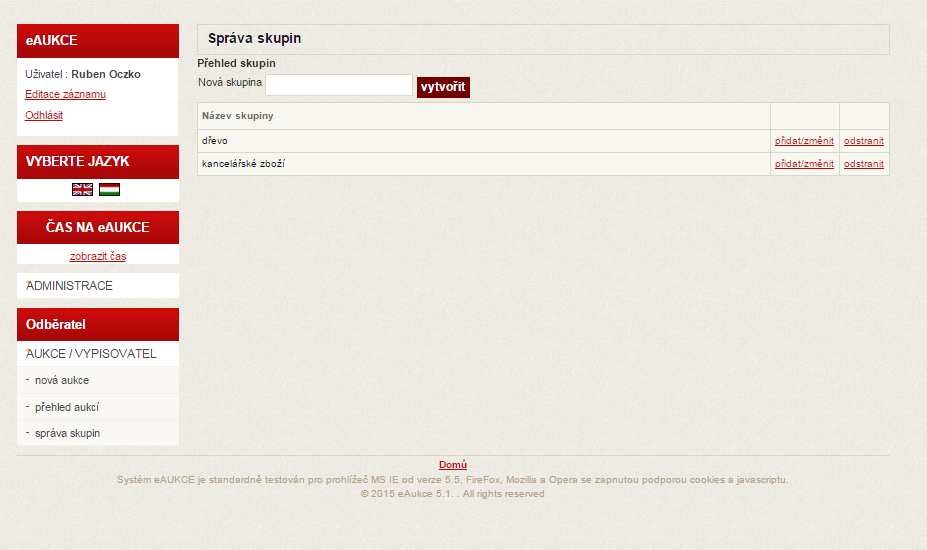 eAUKCE
Uživatel : Ruben Oczko
Editace záznamu
Odhlásit
VYBERTE JAZYK
ČAS NA eAUKCE
zobrazit čas
ADMINISTRACE
Odběratel
AUKCE / VYPISOVATEL
- nová aukce
- přehled aukcí
- správa skupin
Správa skupin
Přehled skupin
Nová skupina vytvořit
Název skupiny
dřevo přidat/změnit odstranit
kancelářské zboží přidat/změnit odstranit
Domů
Systém eAUKCE je standardně testován pro prohlížeč MS IE od verze 5.5, FireFox, Mozilla a Opera se zapnutou podporou cookies a javascriptu.
© 2015 eAukce 5.1. . All rights reserved